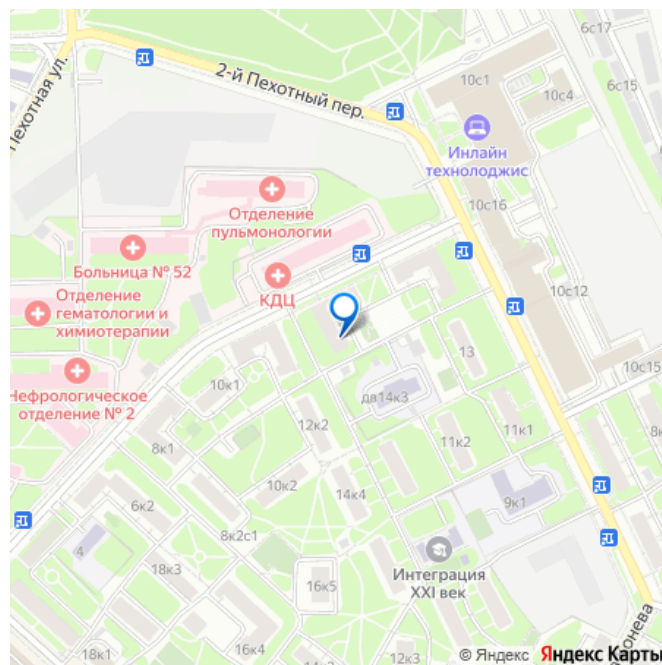 6с17
10с1
6с15
10с4
2-й Пехотный пер.
Пехотная ул.
Инлайн
технолоджис
10с16
Отделение
пульмонологии
Больница № 52
КДЦ
10с12
Отделение
гематологии и
химиотерапии
13
10с15
Нефрологическое
отделение № 2
10к1
дв14к3
12к2
11к1
11к2
8к1
10к2
14к4
9к1
6к2
8к2с1
4
18к3
16к5
Интеграция
XXI век
16к4
18к1
12к3
© Яндекс Яндекс Карты